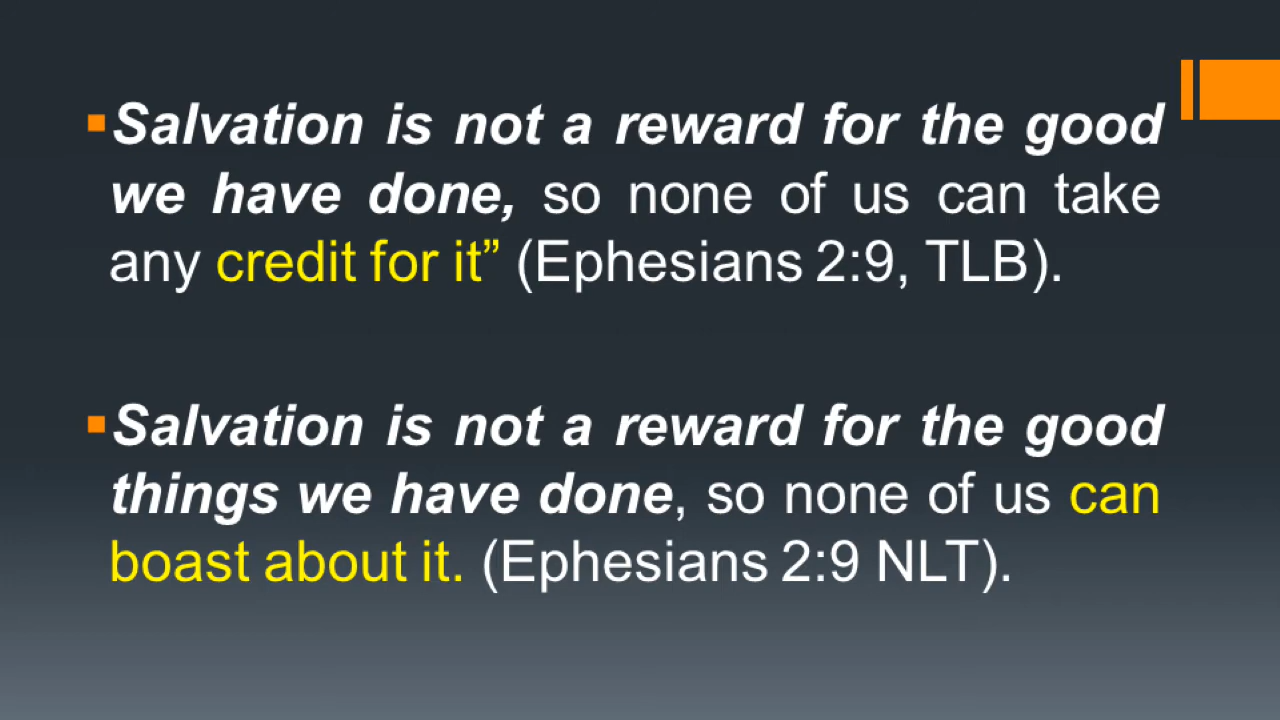 Salvation is not a reward for the good
we have done, so none of us can take
any credit for it” (Ephesians 2:9, TLB).
Salvation is not a reward for the good
things we have done, so none of us can
boast about it. (Ephesians 2:9 NLT).